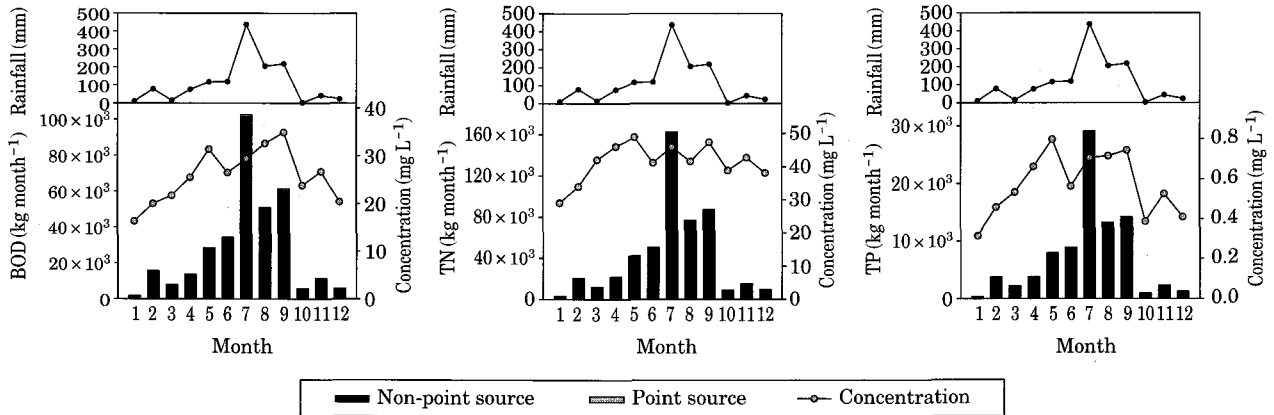 Rainfall (mm)
500
400
300
200
100
0
BOD (kg month⁻¹)
100 × 10³
80 × 10³
60 × 10³
40 × 10³
20 × 10³
0
Concentration (mg L⁻¹)
40
30
20
10
0
1 2 3 4 5 6 7 8 9 10 11 12
Month
Rainfall (mm)
500
400
300
200
100
0
TN (kg month⁻¹)
160 × 10³
120 × 10³
80 × 10³
40 × 10³
0
Concentration (mg L⁻¹)
50
40
30
20
10
0
1 2 3 4 5 6 7 8 9 10 11 12
Month
Rainfall (mm)
500
400
300
200
100
0
TP (kg month⁻¹)
30 × 10³
20 × 10³
10 × 10³
0
Concentration (mg L⁻¹)
0.8
0.6
0.4
0.2
0.0
1 2 3 4 5 6 7 8 9 10 11 12
Month
Non-point source Point source Concentration